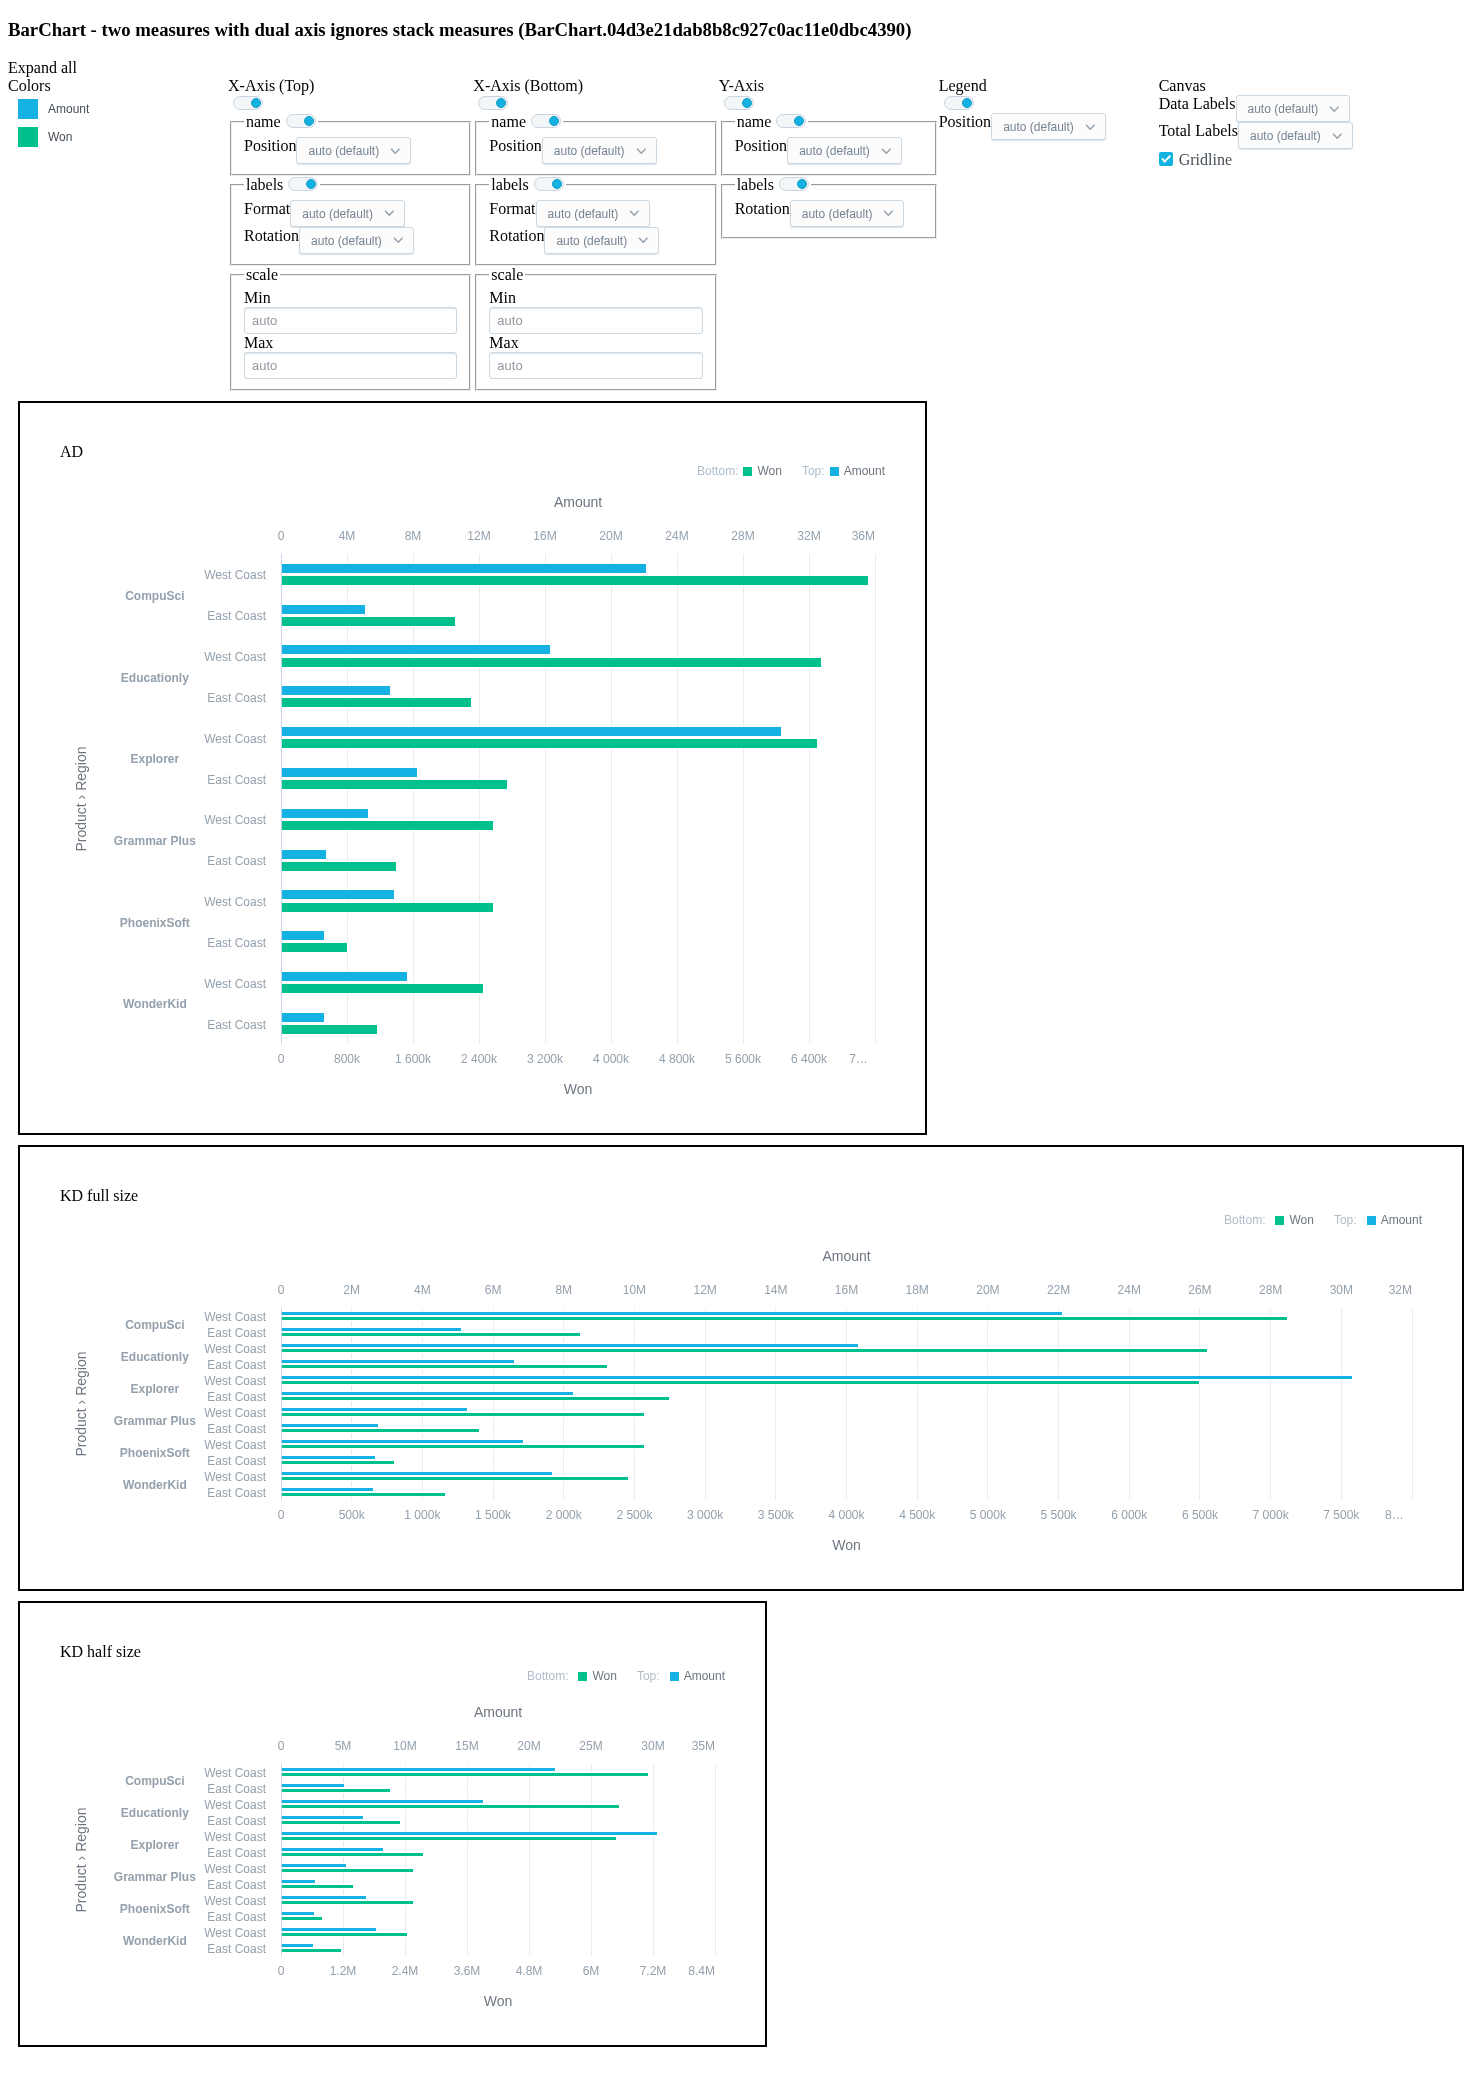 BarChart - two measures with dual axis ignores stack measures (BarChart.04d3e21dab8b8c927c0ac11e0dbc4390)
Expand all
Colors
Amount
Won
X-Axis (Top)
name
Position auto (default)
labels
Format auto (default)
Rotation auto (default)
scale
Min
auto
Max
auto
X-Axis (Bottom)
name
Position auto (default)
labels
Format auto (default)
Rotation auto (default)
scale
Min
auto
Max
auto
Y-Axis
name
Position auto (default)
labels
Rotation auto (default)
Legend
Position auto (default)
Canvas
Data Labels auto (default)
Total Labels auto (default)
Gridline
AD
Bottom: Won Top: Amount
Amount
0 4M 8M 12M 16M 20M 24M 28M 32M 36M
Product › Region
CompuSci
West Coast
East Coast
Educationly
West Coast
East Coast
Explorer
West Coast
East Coast
Grammar Plus
West Coast
East Coast
PhoenixSoft
West Coast
East Coast
WonderKid
West Coast
East Coast
0 800k 1 600k 2 400k 3 200k 4 000k 4 800k 5 600k 6 400k 7…
Won
KD full size
Bottom: Won Top: Amount
Amount
0 2M 4M 6M 8M 10M 12M 14M 16M 18M 20M 22M 24M 26M 28M 30M 32M
Product › Region
CompuSci
West Coast
East Coast
Educationly
West Coast
East Coast
Explorer
West Coast
East Coast
Grammar Plus
West Coast
East Coast
PhoenixSoft
West Coast
East Coast
WonderKid
West Coast
East Coast
0 500k 1 000k 1 500k 2 000k 2 500k 3 000k 3 500k 4 000k 4 500k 5 000k 5 500k 6 000k 6 500k 7 000k 7 500k 8…
Won
KD half size
Bottom: Won Top: Amount
Amount
0 5M 10M 15M 20M 25M 30M 35M
Product › Region
CompuSci
West Coast
East Coast
Educationly
West Coast
East Coast
Explorer
West Coast
East Coast
Grammar Plus
West Coast
East Coast
PhoenixSoft
West Coast
East Coast
WonderKid
West Coast
East Coast
0 1.2M 2.4M 3.6M 4.8M 6M 7.2M 8.4M
Won